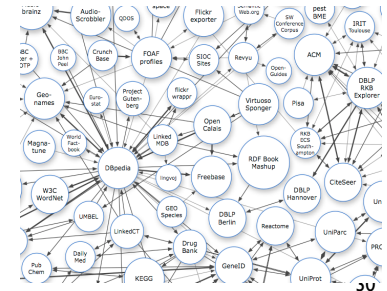 brainz
Audio-
Scrobbler
QDOS
space
Flickr
exporter
SW
Conference
Corpus
pest
BME
IRIT
Toulouse
BBC
John
Peel
Crunch
Base
FOAF
profiles
SIOC
Sites
Revyu
Open-
Guides
ACM
DBLP
RKB
Explorer
Geo-
names
Euro-
stat
Project
Guten-
berg
flickr
wrappr
Virtuoso
Sponger
Pisa
Open
Calais
RKB
ECS
South-
ampton
Magna-
tune
World
Fact-
book
Linked
MDB
RDF Book
Mashup
DBpedia
lingvoj
Freebase
CiteSeer
W3C
WordNet
DBLP
Hannover
UMBEL
GEO
Species
DBLP
Berlin
Reactome
UniParc
LinkedCT
Drug
Bank
Daily
Med
Pub
Chem
KEGG
GeneID
UniProt
30